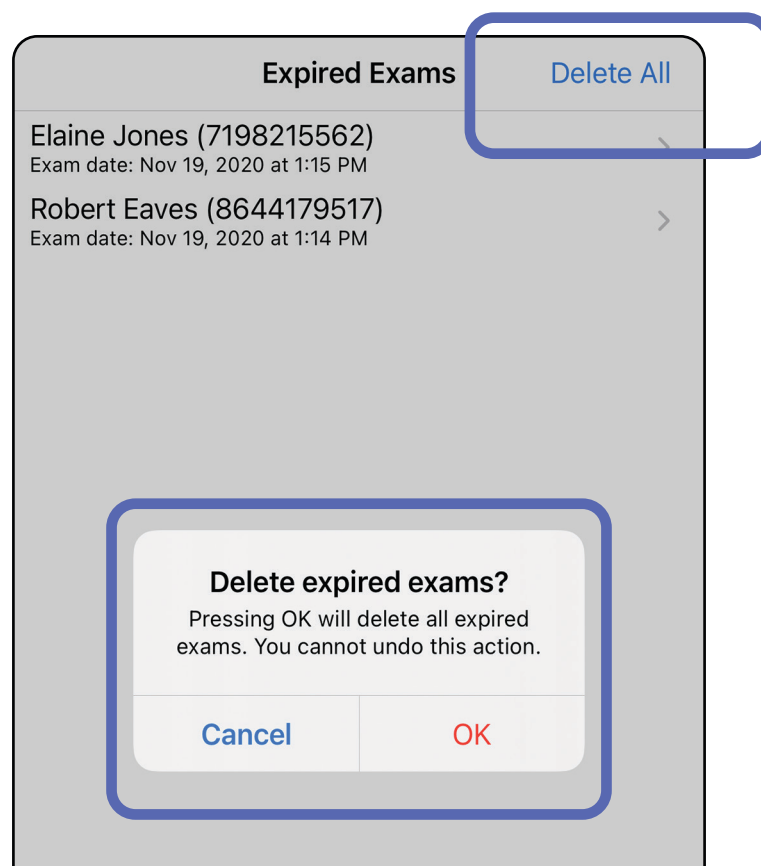 Expired Exams
Delete All
Elaine Jones (7198215562)
Exam date: Nov 19, 2020 at 1:15 PM
Robert Eaves (8644179517)
Exam date: Nov 19, 2020 at 1:14 PM
Delete expired exams?
Pressing OK will delete all expired
exams. You cannot undo this action.
Cancel
OK